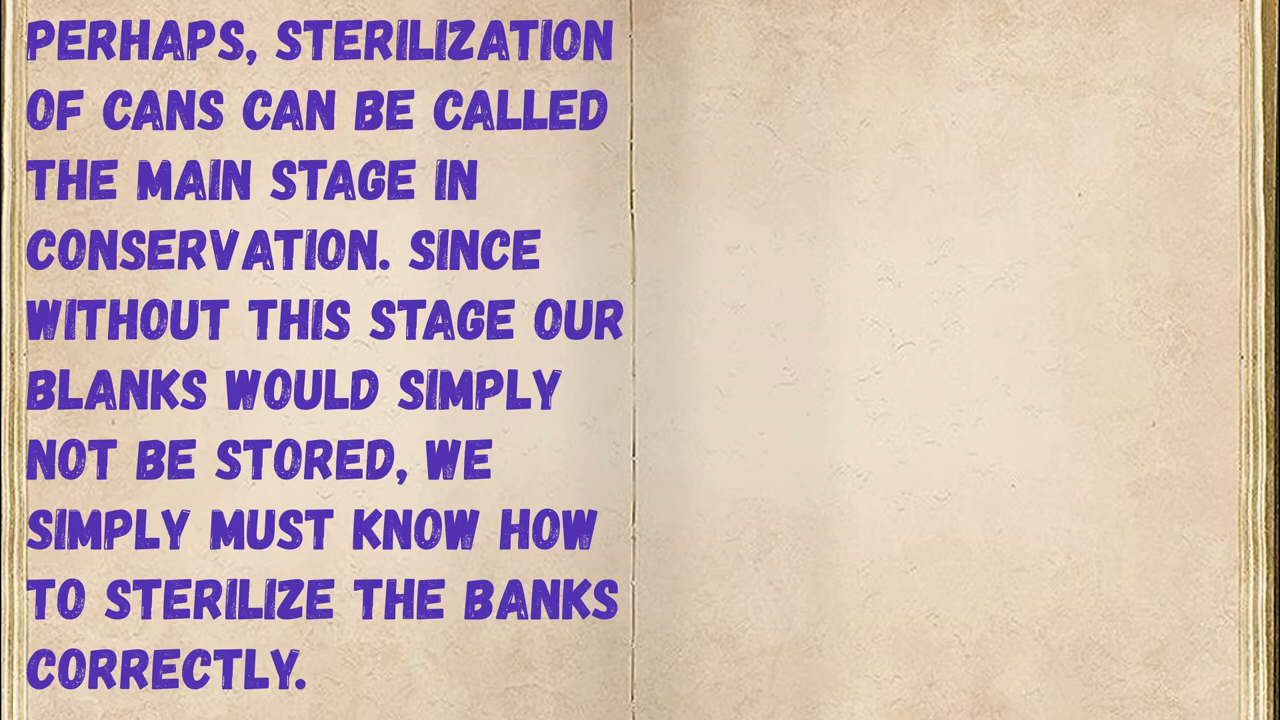 PERHAPS, STERILIZATION
OF CANS CAN BE CALLED
THE MAIN STAGE IN
CONSERVATION. SINCE
WITHOUT THIS STAGE OUR
BLANKS WOULD SIMPLY
NOT BE STORED, WE
SIMPLY MUST KNOW HOW
TO STERILIZE THE BANKS
CORRECTLY.